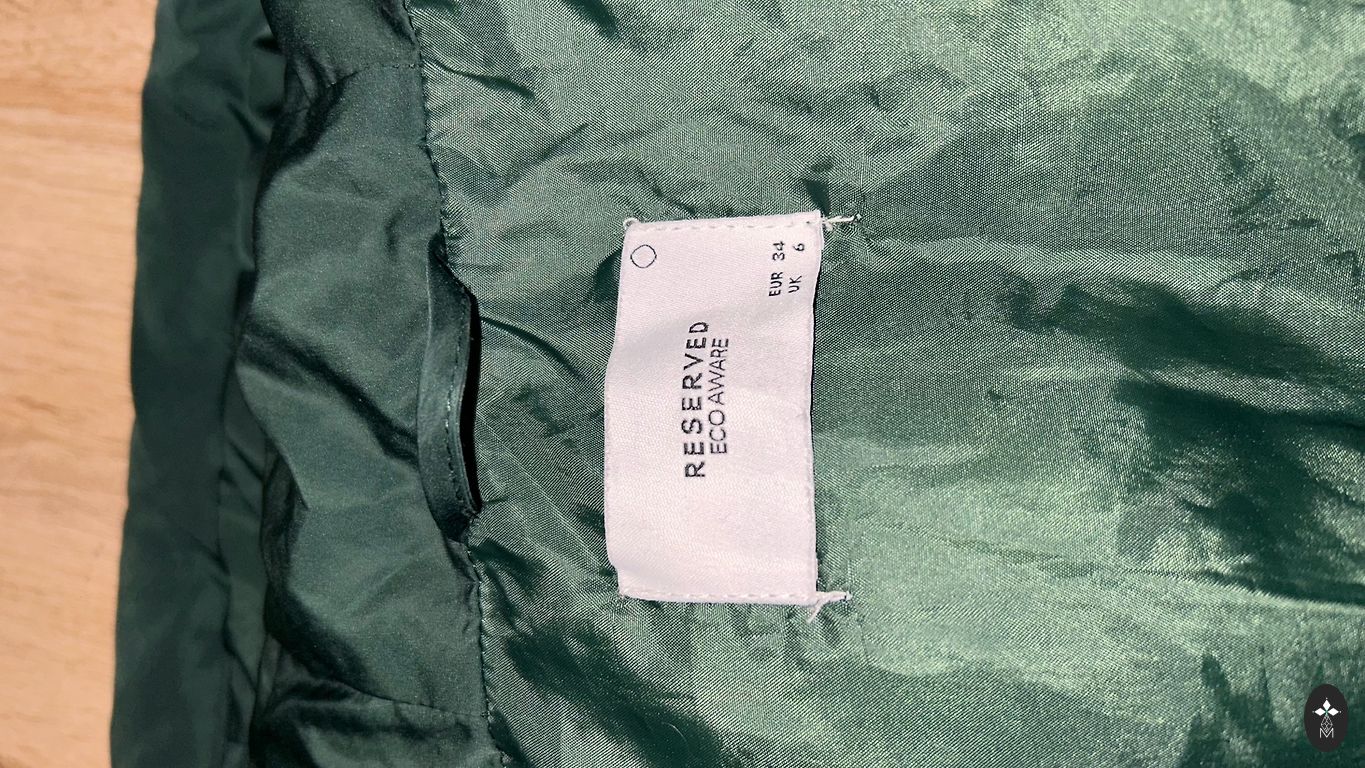 RESERVED
ECO AWARE
EUR 34
UK 6
M